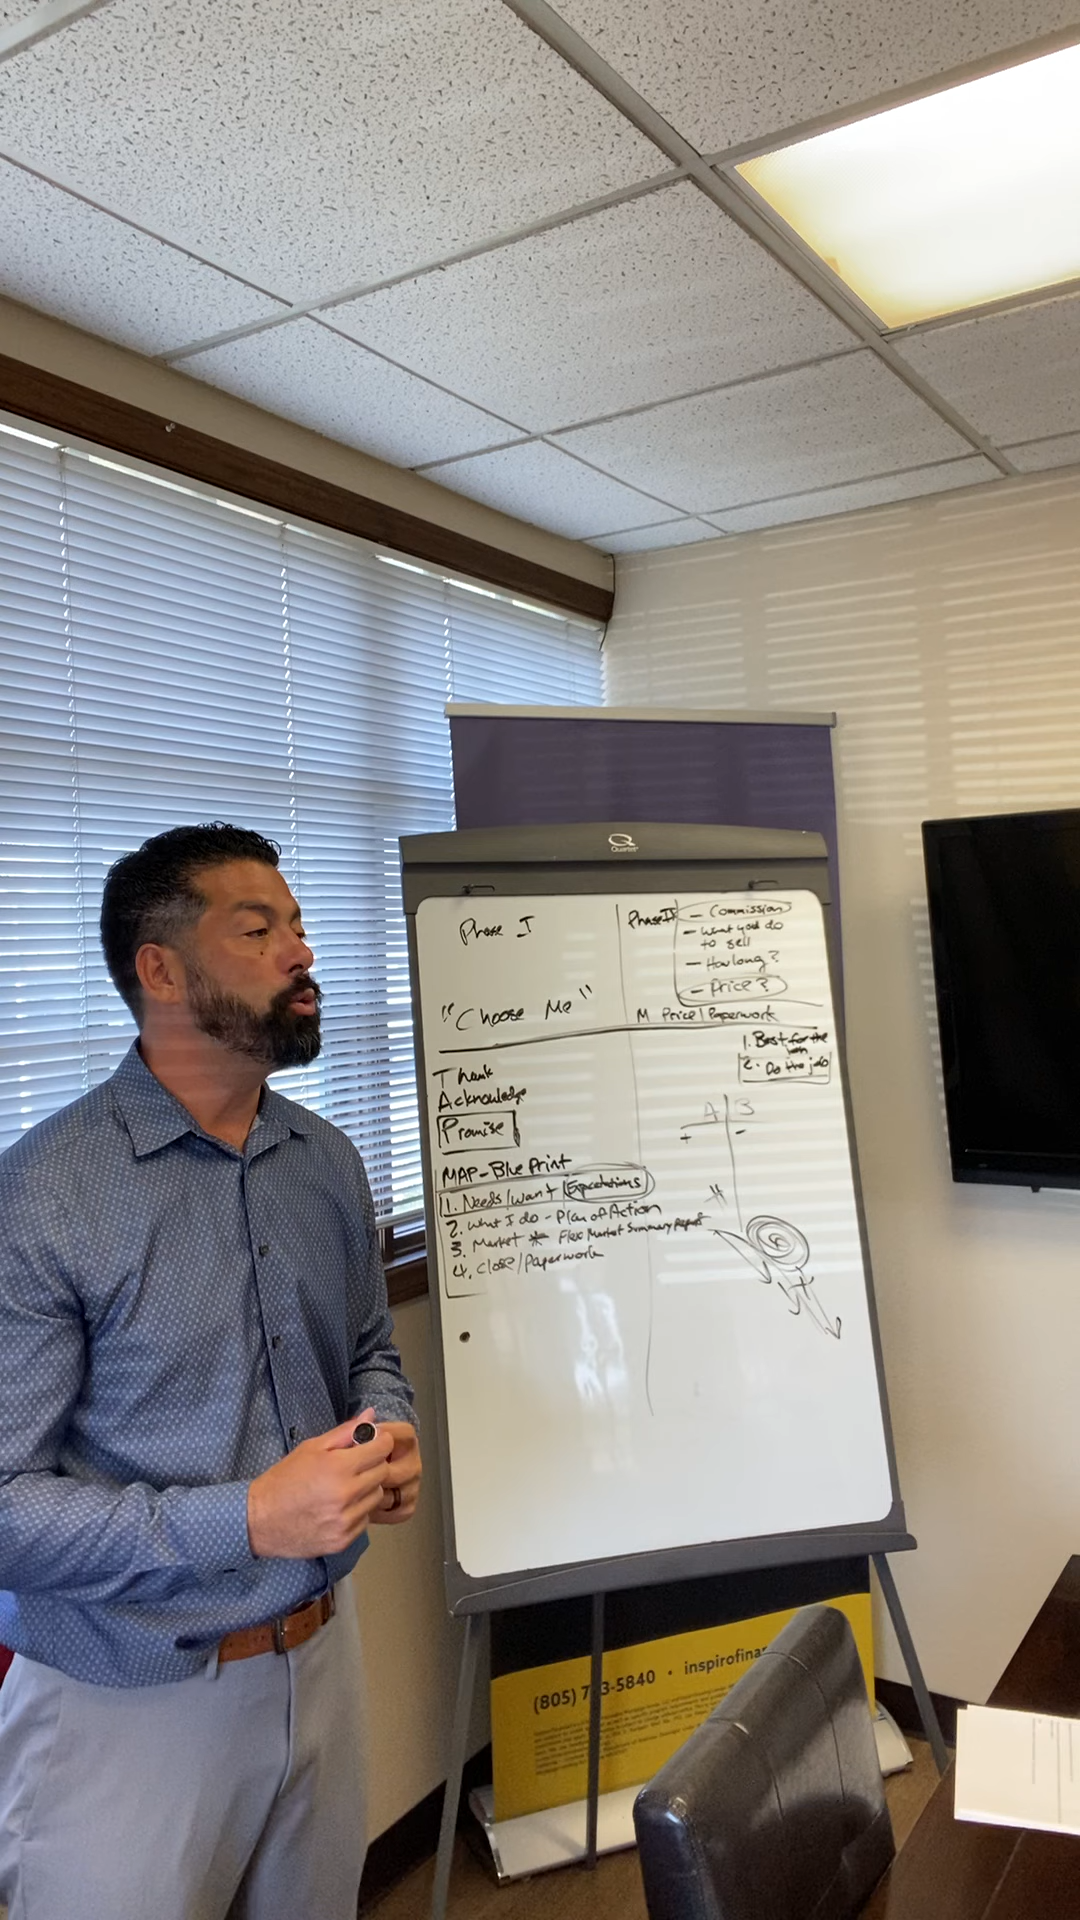 Quartet
Phase I
"Choose Me"
Phase II
- Commission
- What you do
to sell
- How long?
- Price?
M Price/Paperwork
1. Best for the
2. Do the job
Thank
Acknowledge
Promise
MAP-Blue Print
1. Needs/want/Expectations
2. What I do - Plan of Action
3. Market * Flex Market Summary Report
4. Close/Paperwork
A B
+ -
(805) 7 3-5840 · inspirofina